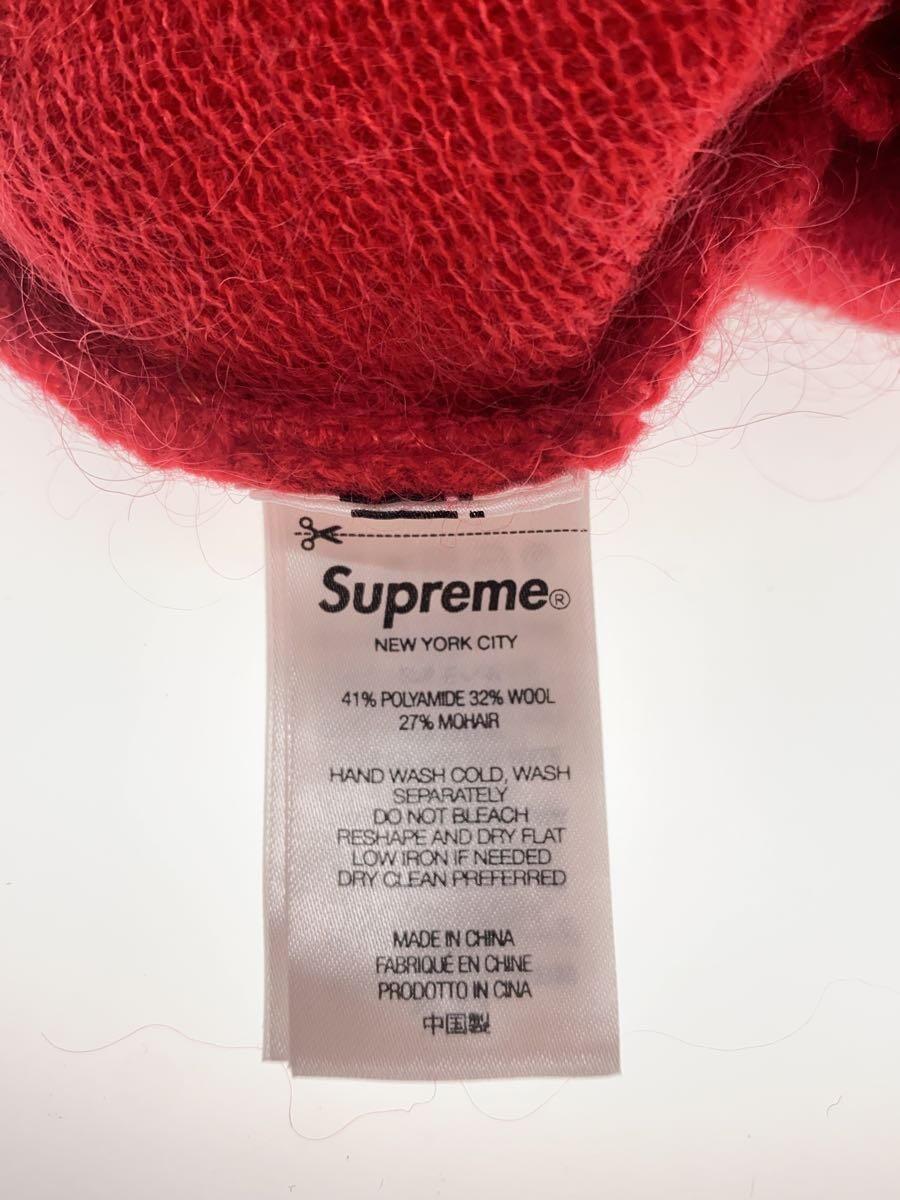 Supreme®
NEW YORK CITY
41% POLYAMIDE 32% WOOL
27% MOHAIR
HAND WASH COLD, WASH
SEPARATELY
DO NOT BLEACH
RESHAPE AND DRY FLAT
LOW IRON IF NEEDED
DRY CLEAN PREFERRED
MADE IN CHINA
FABRIQUÉ EN CHINE
PRODOTTO IN CINA
中国製